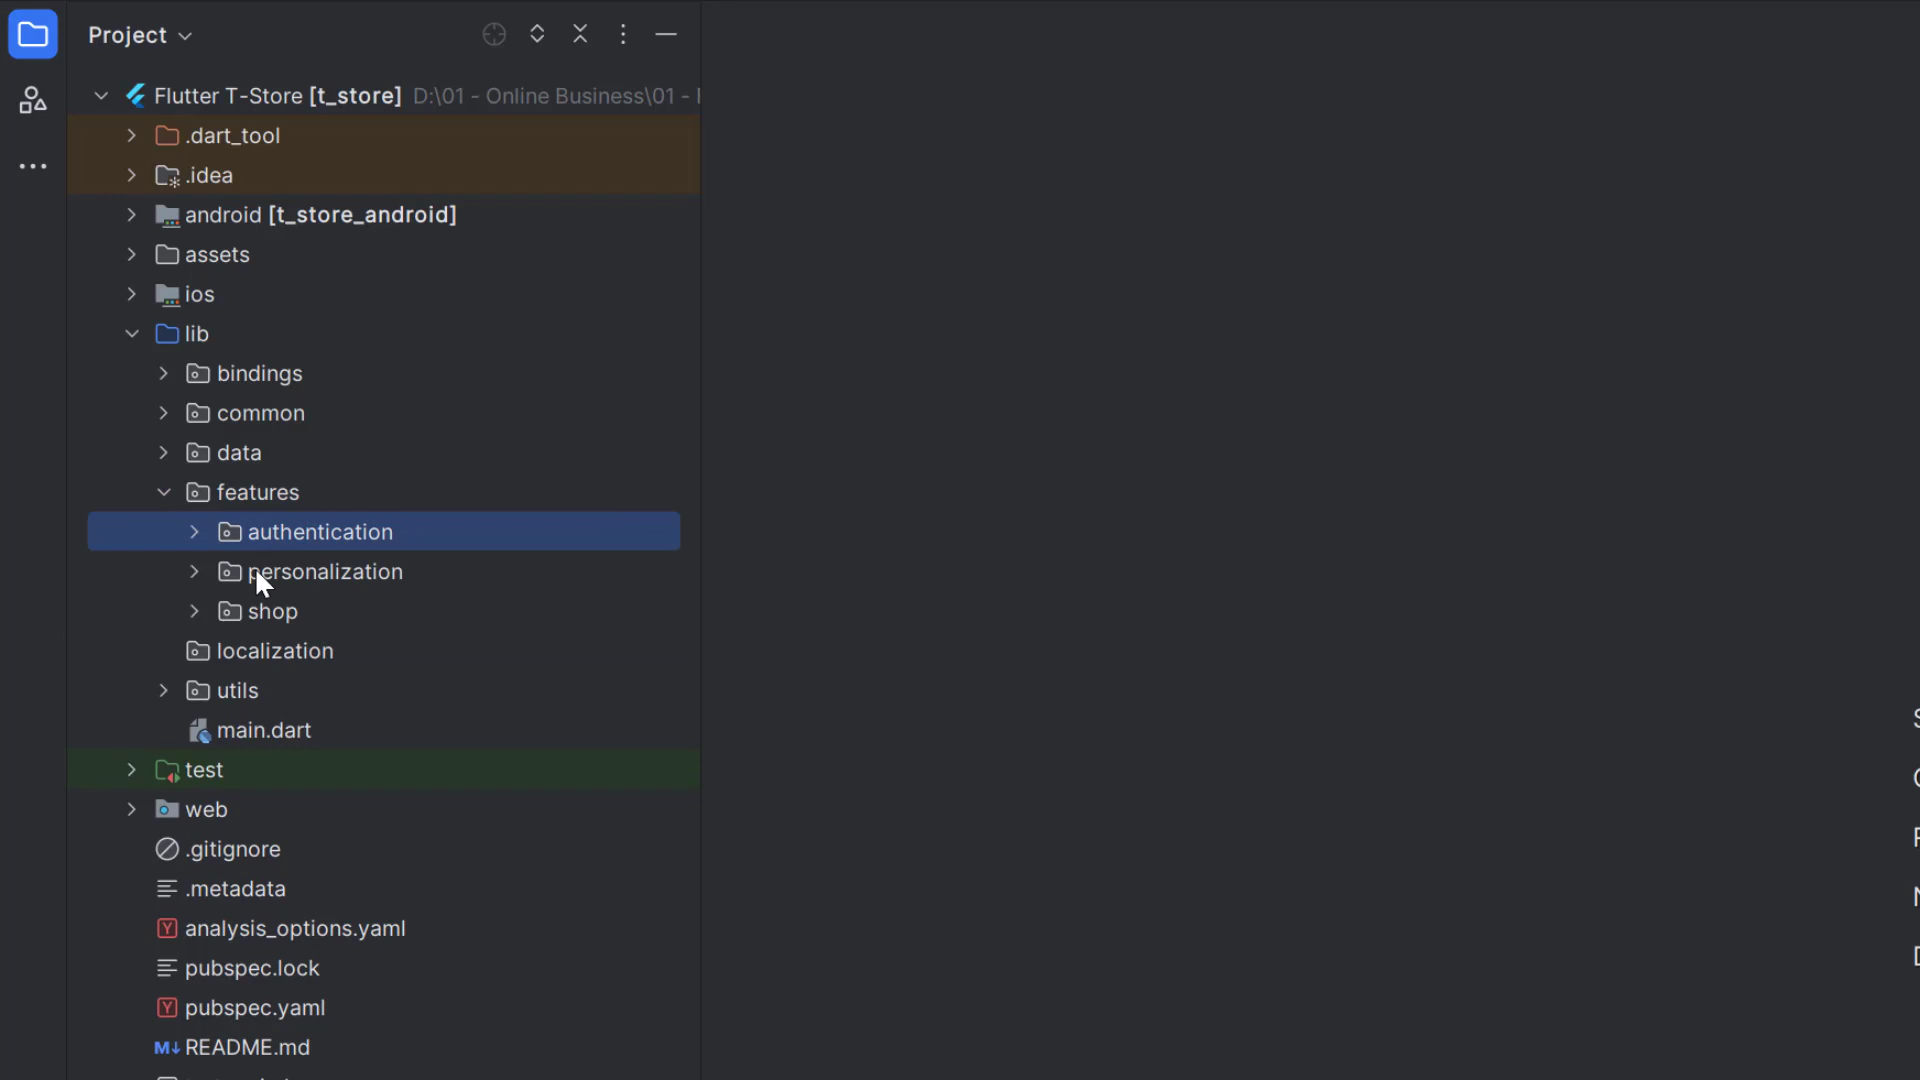 Project
Flutter T-Store [t_store] D:\01 - Online Business\01 -
.dart_tool
.idea
android [t_store_android]
assets
ios
lib
bindings
common
data
features
authentication
personalization
shop
localization
utils
main.dart
test
web
.gitignore
.metadata
analysis_options.yaml
pubspec.lock
pubspec.yaml
M↓ README.md